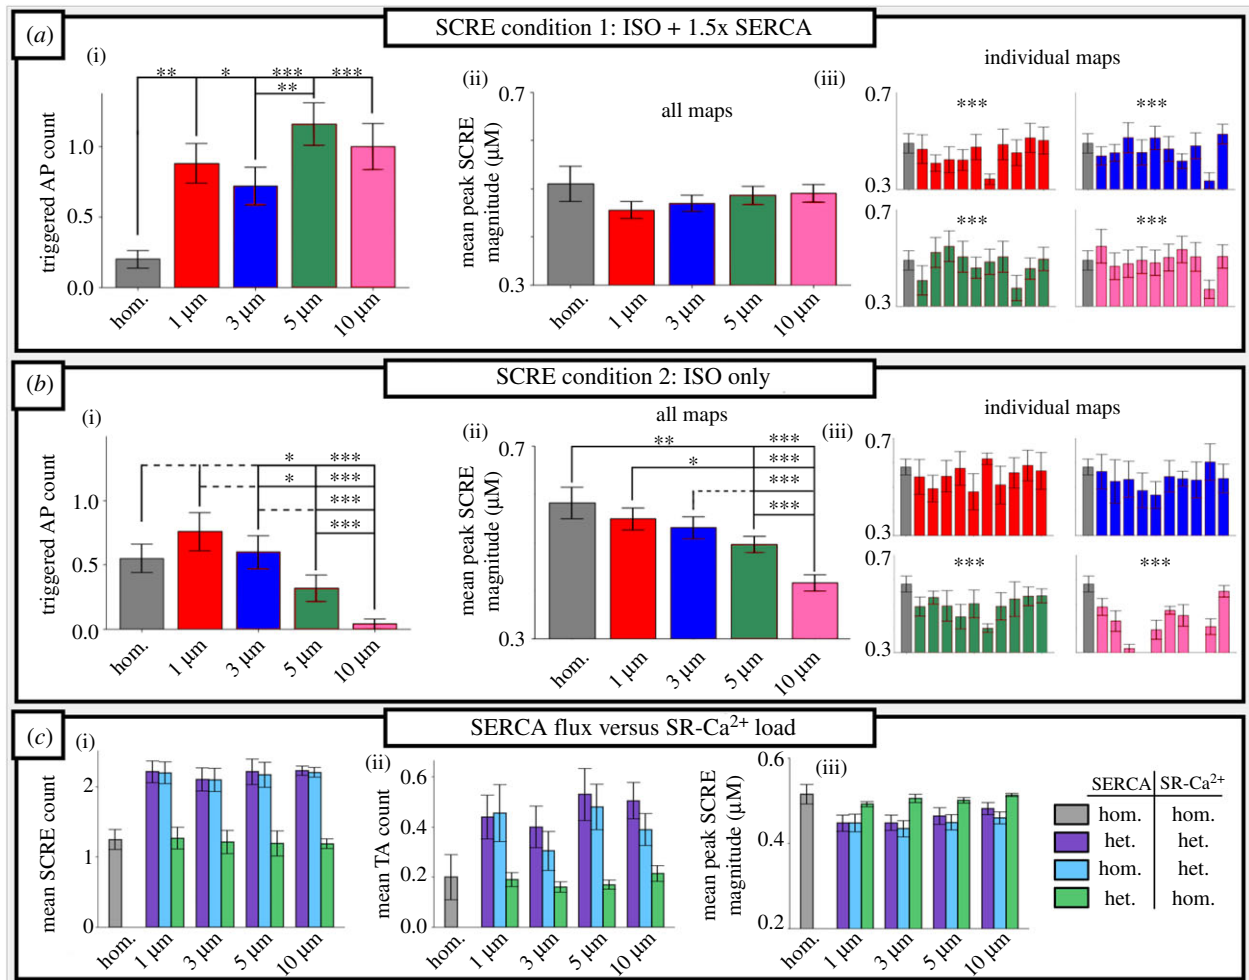 (a)
SCRE condition 1: ISO + 1.5x SERCA
(i)
triggered AP count
1.0
0.5
0.0
** * *** ***
**
hom.
1 µm
3 µm
5 µm
10 µm
(ii)
all maps
mean peak SCRE
magnitude (µM)
0.7
0.3
hom.
1 µm
3 µm
5 µm
10 µm
(iii)
individual maps
0.7
0.3
***
***
0.7
0.3
***
***
(b)
SCRE condition 2: ISO only
(i)
triggered AP count
1.0
0.5
0.0
* ***
* ***
***
***
hom.
1 µm
3 µm
5 µm
10 µm
(ii)
all maps
mean peak SCRE
magnitude (µM)
0.7
0.3
** ***
* ***
***
***
hom.
1 µm
3 µm
5 µm
10 µm
(iii)
individual maps
0.7
0.3
0.7
0.3
***
***
(c)
SERCA flux versus SR-Ca²⁺ load
(i)
mean SCRE count
2
1
0
hom.
1 µm
3 µm
5 µm
10 µm
(ii)
mean TA count
0.6
0.4
0.2
0
hom.
1 µm
3 µm
5 µm
10 µm
(iii)
mean peak SCRE
magnitude (µM)
0.6
0.4
0.2
hom.
1 µm
3 µm
5 µm
10 µm
SERCA SR-Ca²⁺
hom. hom.
het. het.
hom. het.
het. hom.